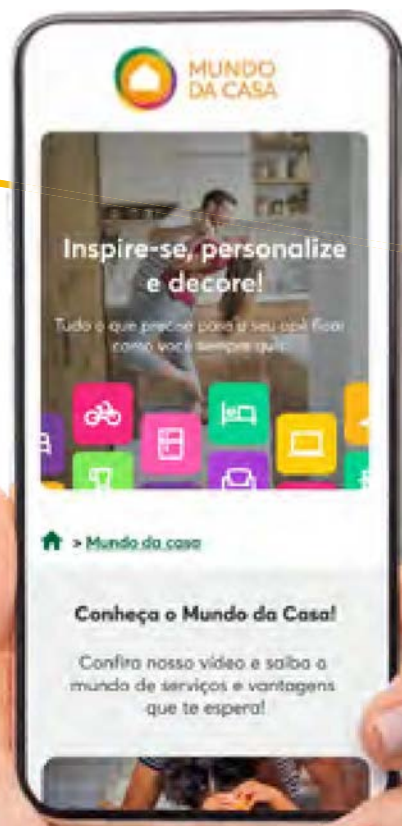 MUNDO
DA CASA
Inspire-se, personalize
e decore!
Tudo o que precisa para o seu apê ficar
como você sempre quis.
> Mundo da casa
Conheça o Mundo da Casa!
Confira nosso vídeo e saiba o
mundo de serviços e vantagens
que te espera!